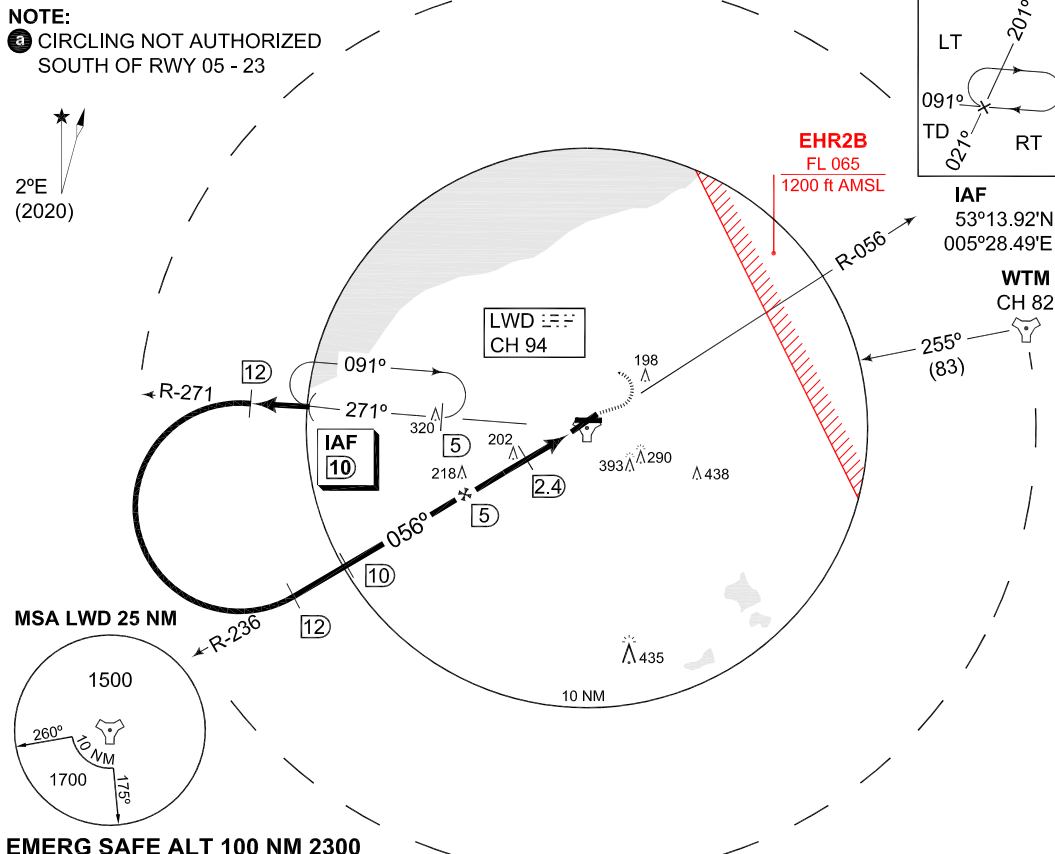 NOTE:
a CIRCLING NOT AUTHORIZED
SOUTH OF RWY 05 - 23
2ºE
(2020)
201º
LT
091º
TD
RT
021º
IAF
53º13.92'N
005º28.49'E
EHR2B
FL 065
1200 ft AMSL
R-056
WTM
CH 82
255º
(83)
LWD
CH 94
198
R-271
12
091º
271º
320
5
IAF
10
202
218
393
290
438
2.4
5
056º
10
12
R-236
435
10 NM
MSA LWD 25 NM
1500
260º
10 NM
1700
175º
EMERG SAFE ALT 100 NM 2300